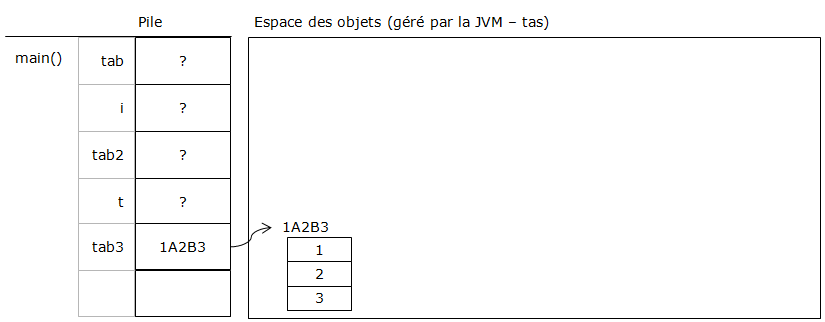 Pile Espace des objets (géré par la JVM – tas)
main() tab ?
i ?
tab2 ?
t ?
tab3 1A2B3 1A2B3
1
2
3